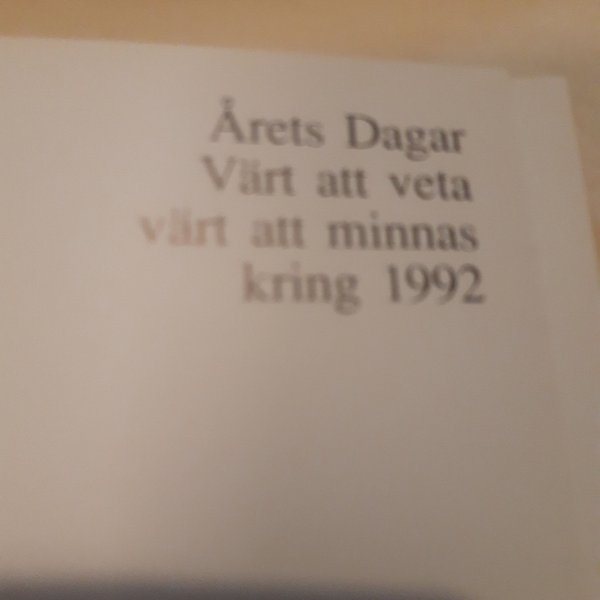 Årets Dagar
Värt att veta
värt att minnas
kring 1992